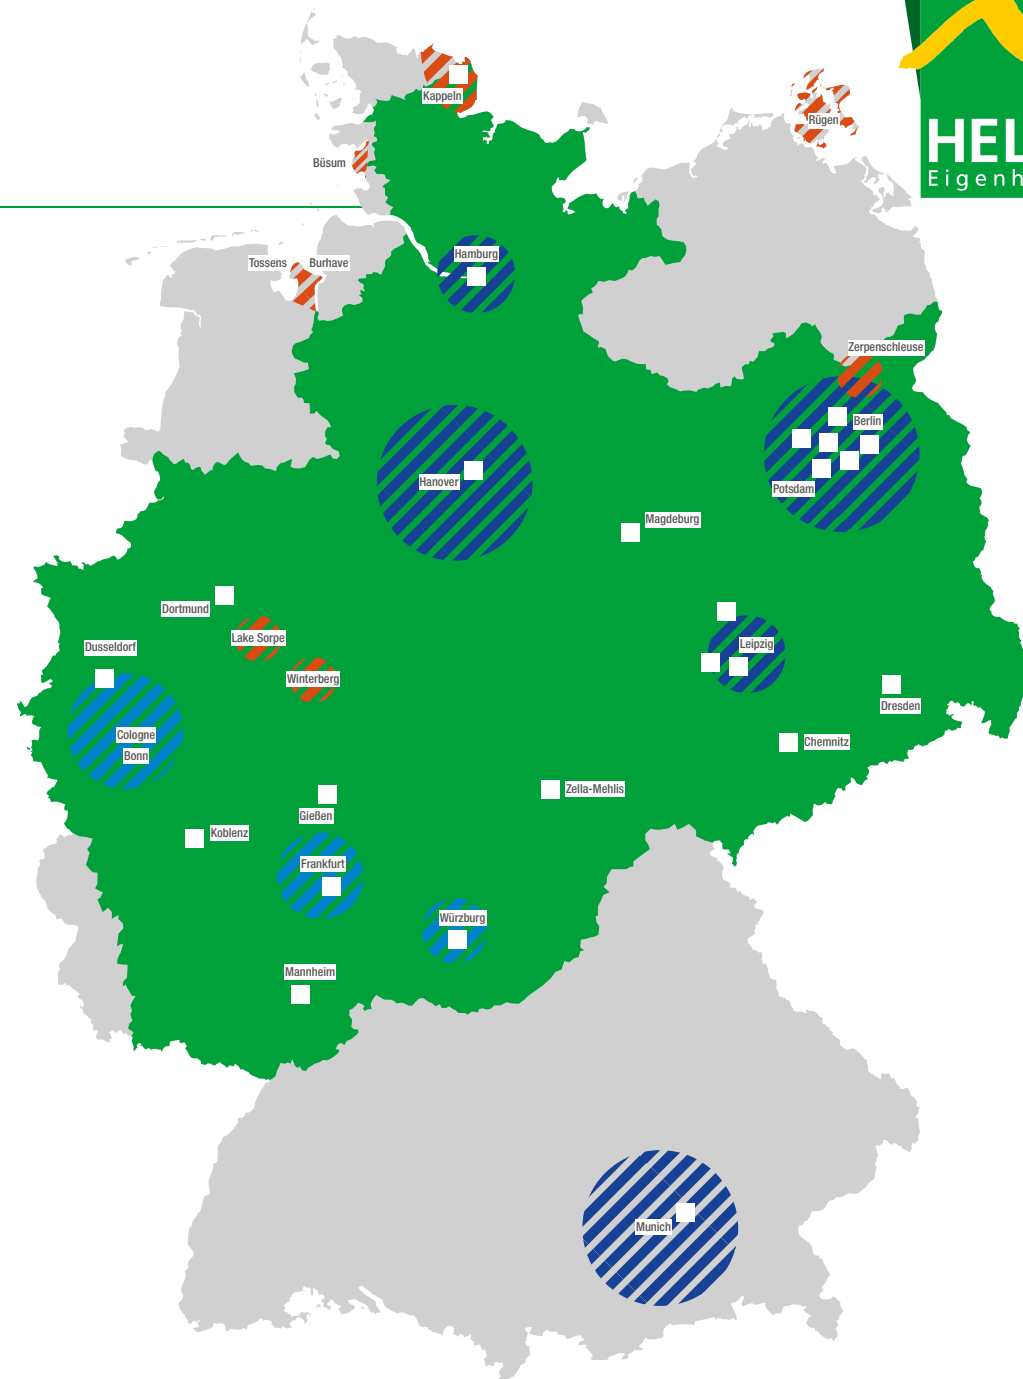 HEL
Eigenh
Kappeln
Rügen
Büsum
Hamburg
Tossens
Burhave
Zerpenschleuse
Berlin
Hanover
Potsdam
Magdeburg
Dortmund
Lake Sorpe
Leipzig
Dusseldorf
Winterberg
Dresden
Cologne
Chemnitz
Bonn
Zella-Mehlis
Gießen
Koblenz
Frankfurt
Würzburg
Mannheim
Munich